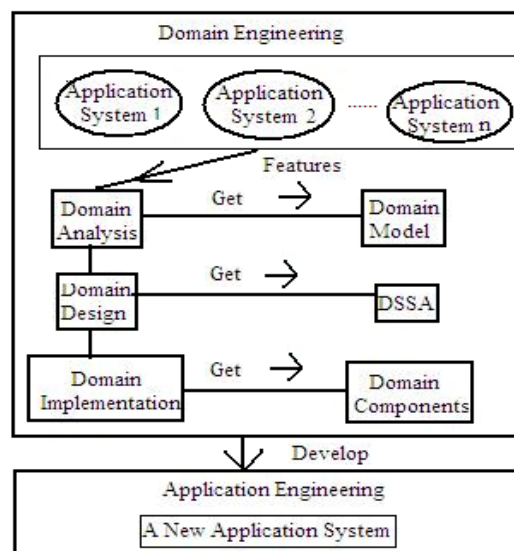 Domain Engineering
Application
System 1
Application
System 2
......
Application
System n
Features
Domain
Analysis
Get
Domain
Model
Domain
Design
Get
DSSA
Domain
Implementation
Get
Domain
Components
Develop
Application Engineering
A New Application System